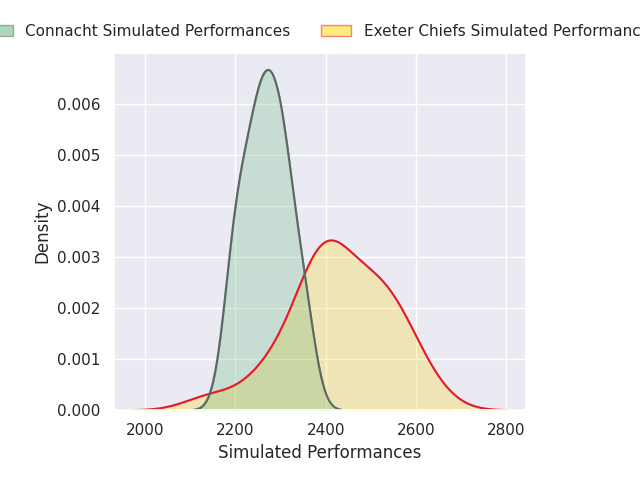 Connacht Simulated Performances
Exeter Chiefs Simulated
Density
0.006
0.005
0.004
0.003
0.002
0.001
0.000
2000 2200 2400 2600 2800
Simulated Performances